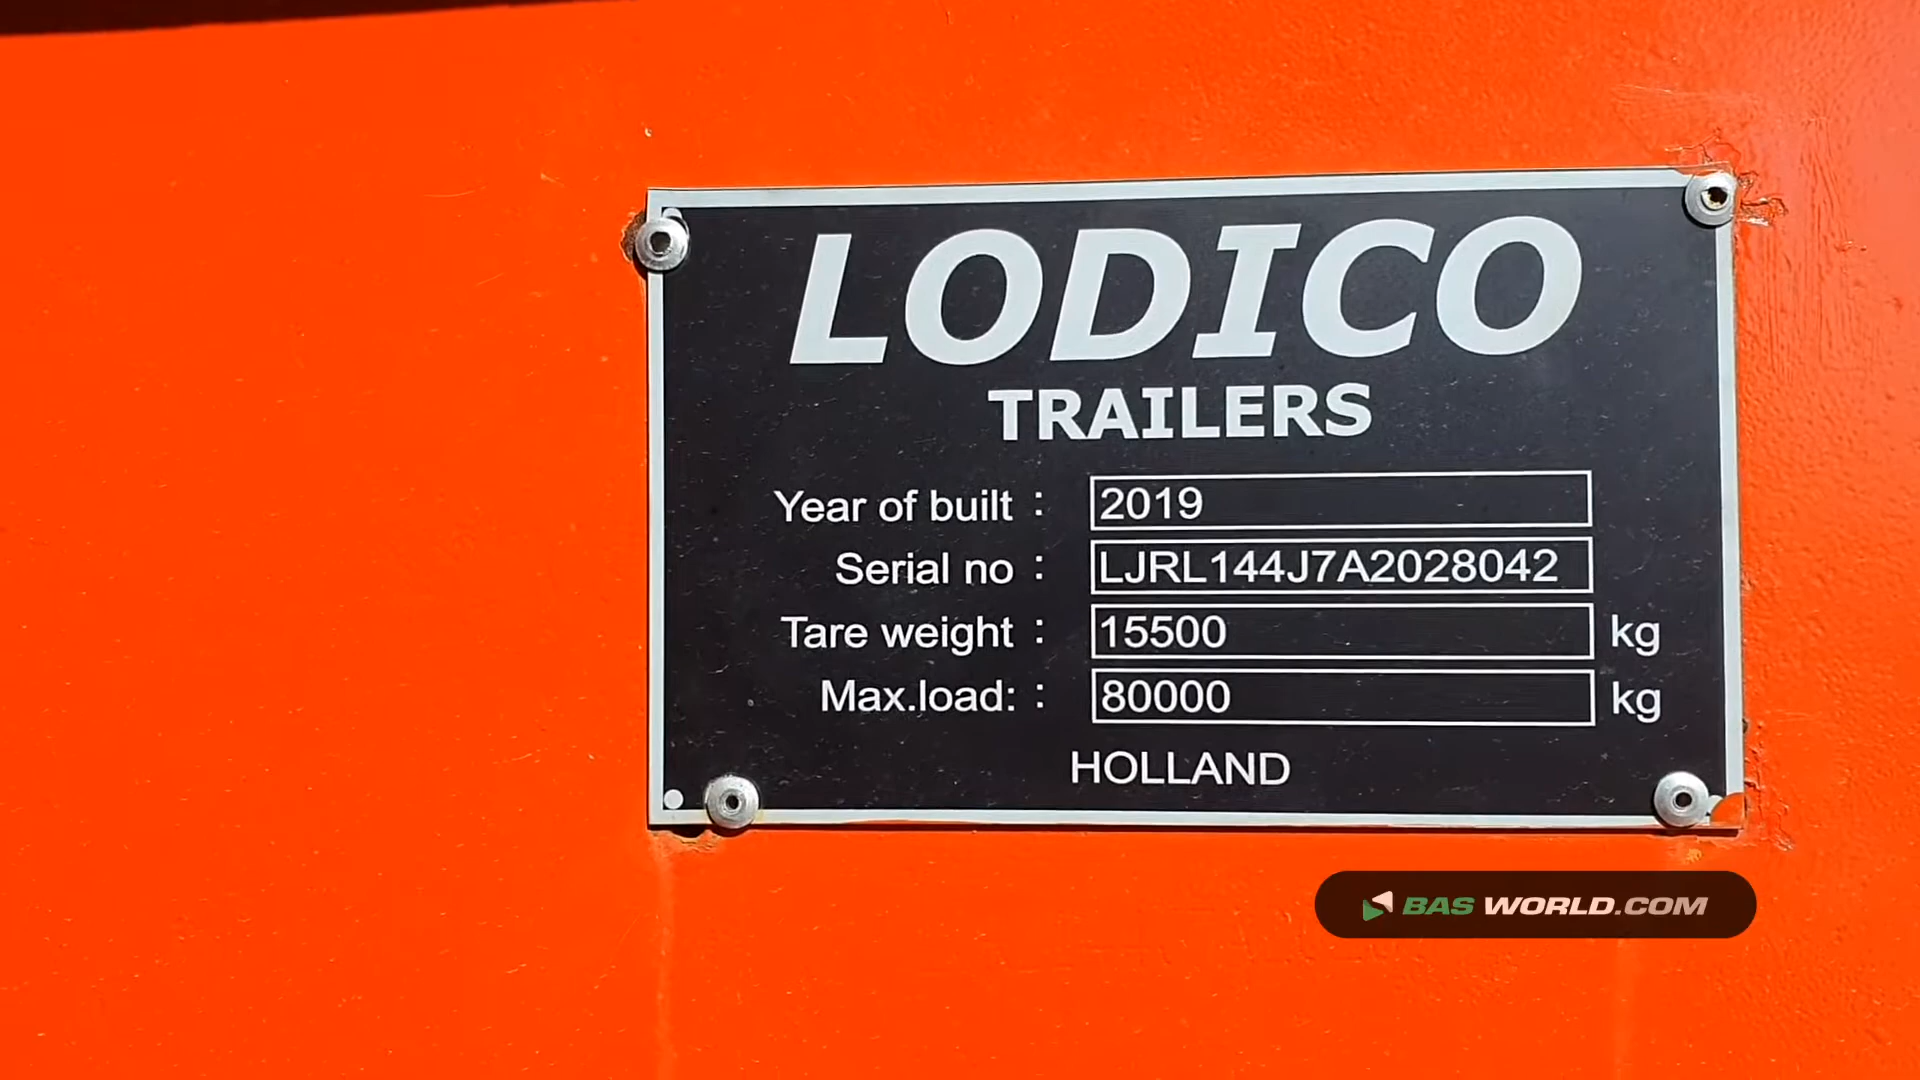 LODICO
TRAILERS
Year of built : 2019
Serial no : LJRL144J7A2028042
Tare weight : 15500 kg
Max.load: : 80000 kg
HOLLAND
BAS WORLD.COM